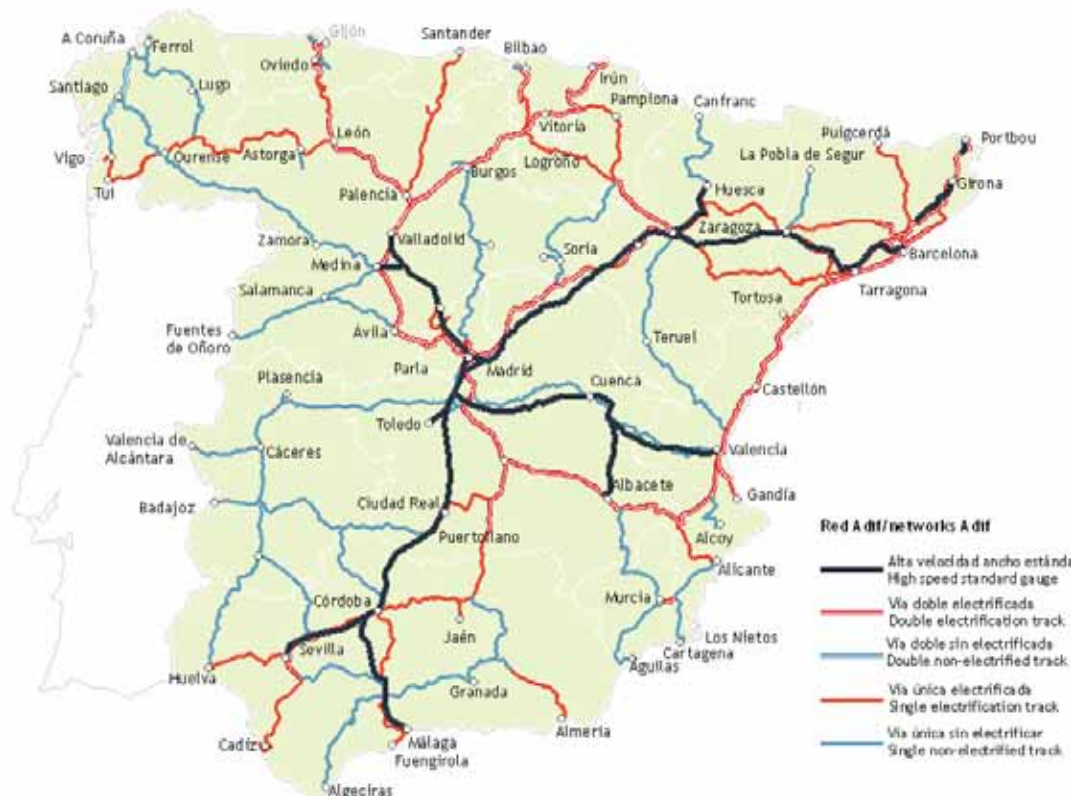 Gijón
A Coruña
Ferrol
Santander
Bilbao
Oviedo
Irún
Santiago
Lugo
Pamplona
Canfranc
Vitoria
León
Puigcerdá
Portbou
Vigo
Ourense
Astorga
Logroño
La Pobla de Segur
Burgos
Tui
Palencia
Huesca
Girona
Zamora
Valladolid
Zaragoza
Soria
Medina
Barcelona
Salamanca
Tarragona
Tortosa
Fuentes
de Oñoro
Ávila
Teruel
Parla
Madrid
Plasencia
Cuenca
Castellón
Toledo
Valencia de
Alcántara
Cáceres
Valencia
Albacete
Gandía
Badajoz
Ciudad Real
Puertollano
Alcoy
Red Adif/networks Adif
Alta velocidad ancho estánda
High speed standard gauge
Alicante
Córdoba
Murcia
Vía doble electrificada
Double electrification track
Jaén
Los Nietos
Cartagena
Vía doble sin electrificada
Double non-electrified track
Sevilla
Águilas
Huelva
Granada
Vía única electrificada
Single electrification track
Cadíz
Málaga
Fuengirola
Almeria
Vía única sin electrificar
Single non-electrified track
Algeciras